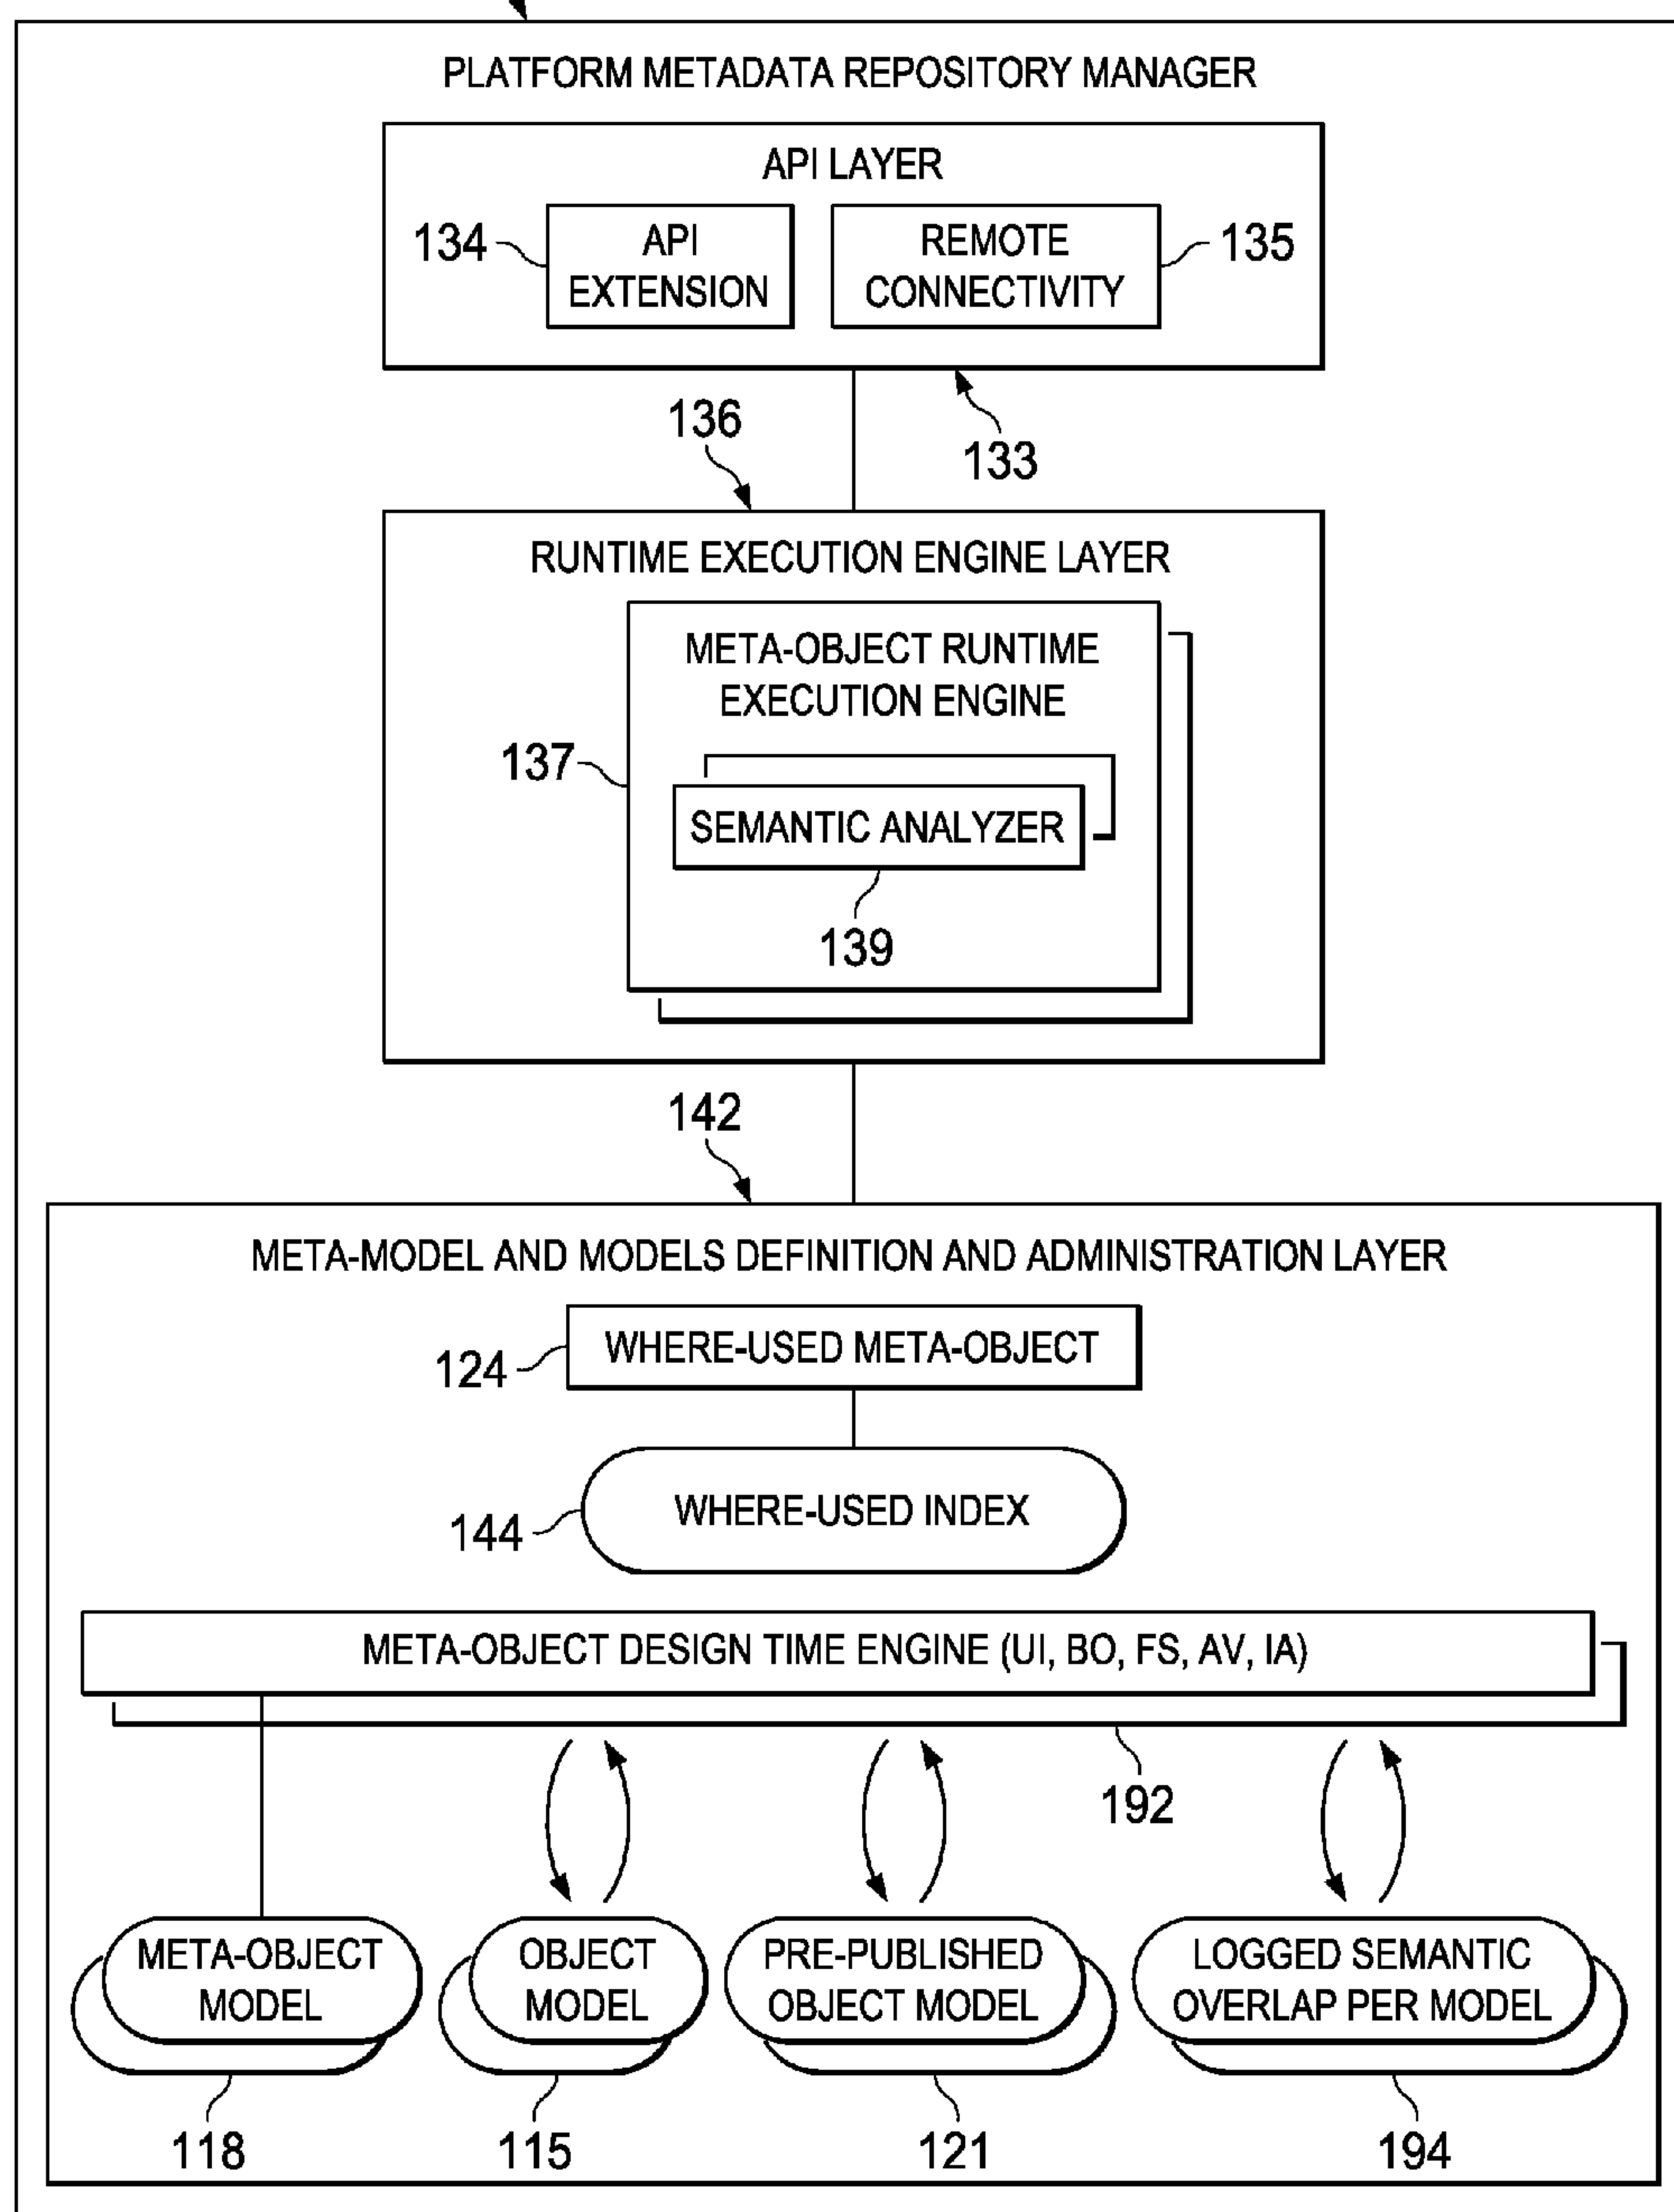 PLATFORM METADATA REPOSITORY MANAGER
API LAYER
134
API
EXTENSION
REMOTE
CONNECTIVITY
135
136
133
RUNTIME EXECUTION ENGINE LAYER
META-OBJECT RUNTIME
EXECUTION ENGINE
137
SEMANTIC ANALYZER
139
142
META-MODEL AND MODELS DEFINITION AND ADMINISTRATION LAYER
WHERE-USED META-OBJECT
124
WHERE-USED INDEX
144
META-OBJECT DESIGN TIME ENGINE (UI, BO, FS, AV, IA)
192
META-OBJECT
MODEL
OBJECT
MODEL
PRE-PUBLISHED
OBJECT MODEL
LOGGED SEMANTIC
OVERLAP PER MODEL
118
115
121
194